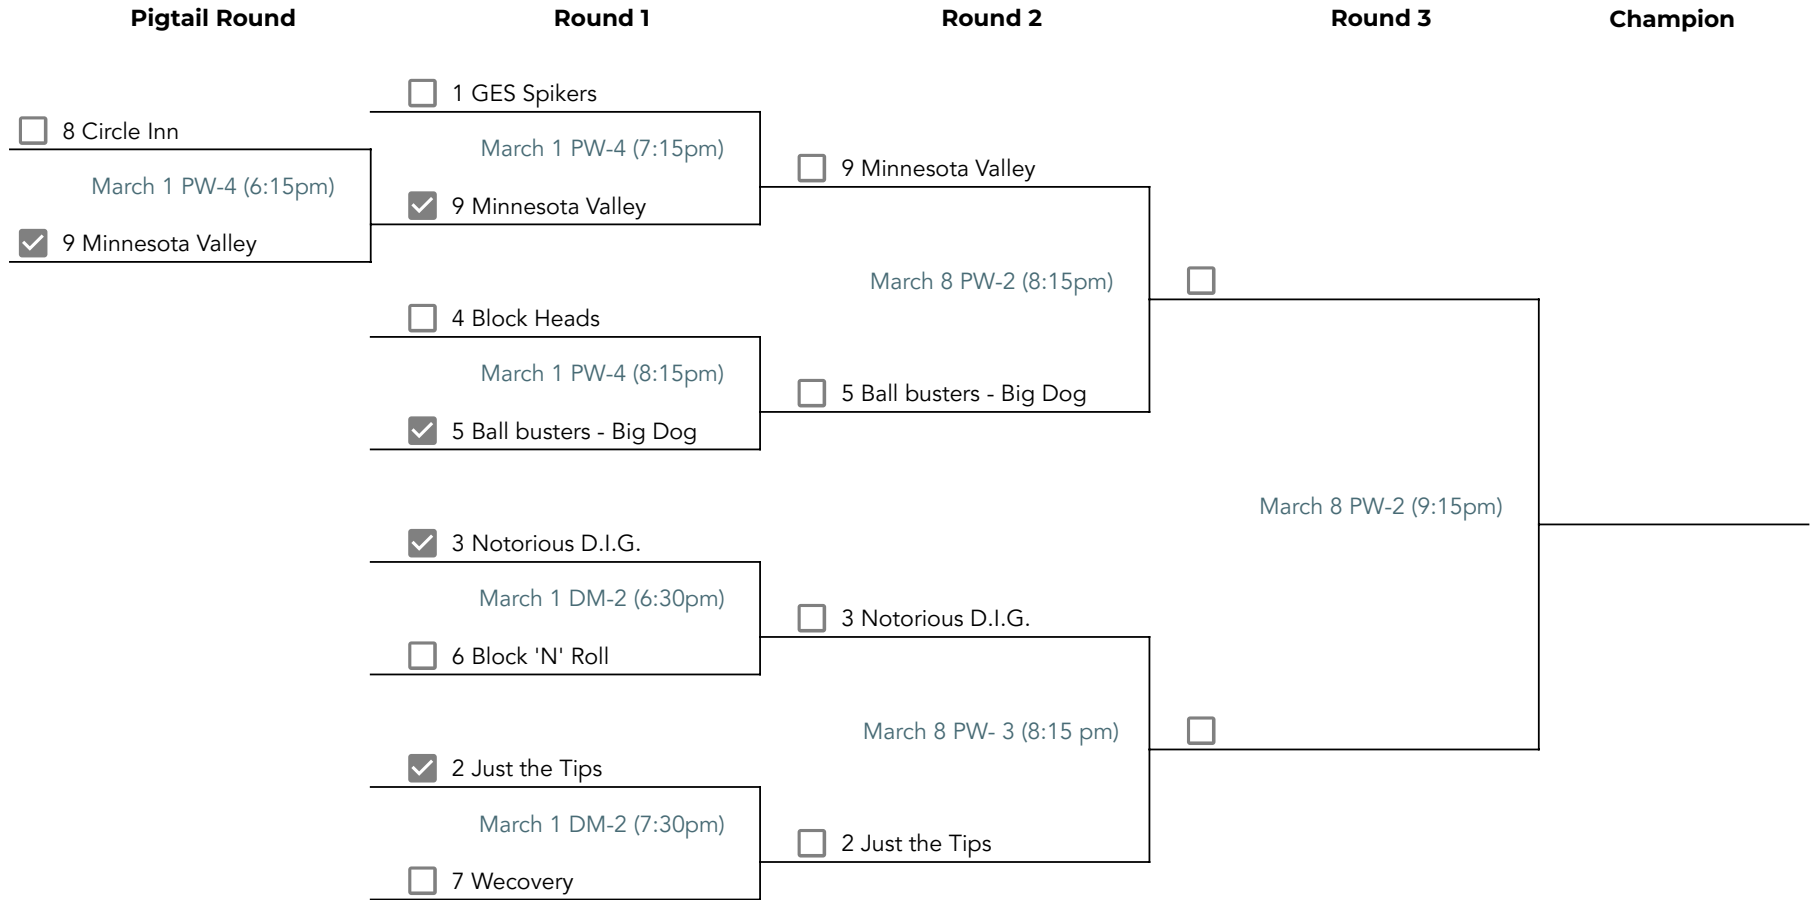 Pigtail Round
Round 1
Round 2
Round 3
Champion
8 Circle Inn
March 1 PW-4 (6:15pm)
9 Minnesota Valley
1 GES Spikers
March 1 PW-4 (7:15pm)
9 Minnesota Valley
4 Block Heads
March 1 PW-4 (8:15pm)
5 Ball busters - Big Dog
3 Notorious D.I.G.
March 1 DM-2 (6:30pm)
6 Block 'N' Roll
2 Just the Tips
March 1 DM-2 (7:30pm)
7 Wecovery
9 Minnesota Valley
March 8 PW-2 (8:15pm)
5 Ball busters - Big Dog
3 Notorious D.I.G.
March 8 PW- 3 (8:15 pm)
2 Just the Tips
March 8 PW-2 (9:15pm)